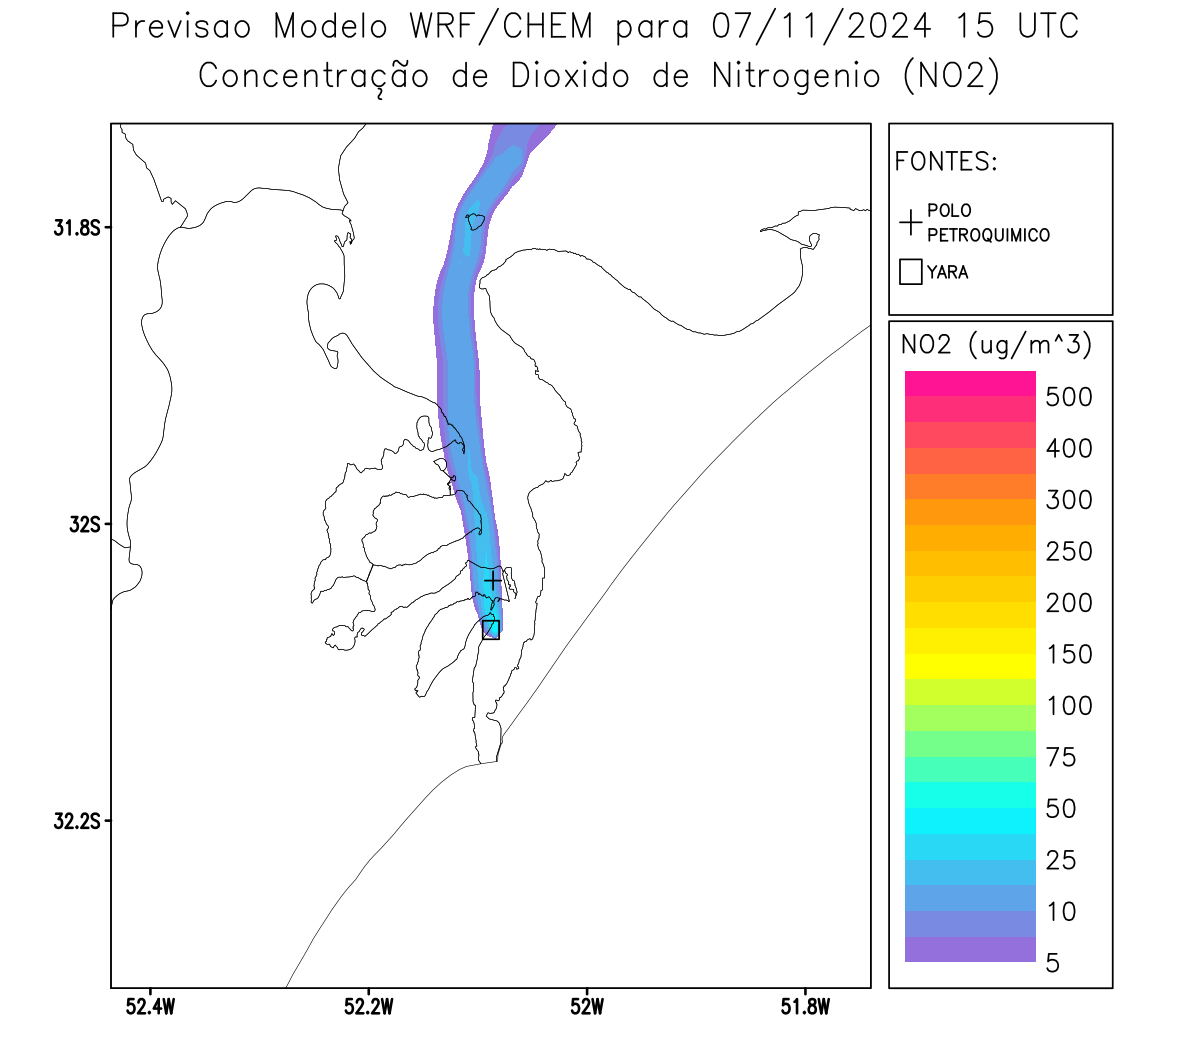 Previsao Modelo WRF/CHEM para 07/11/2024 15 UTC
Concentração de Dioxido de Nitrogenio (NO2)
FONTES:
POLO
PETROQUIMICO
YARA
NO2 (ug/m^3)
500
400
300
250
200
150
100
75
50
25
10
5
31.8S
32S
32.2S
52.4W
52.2W
52W
51.8W